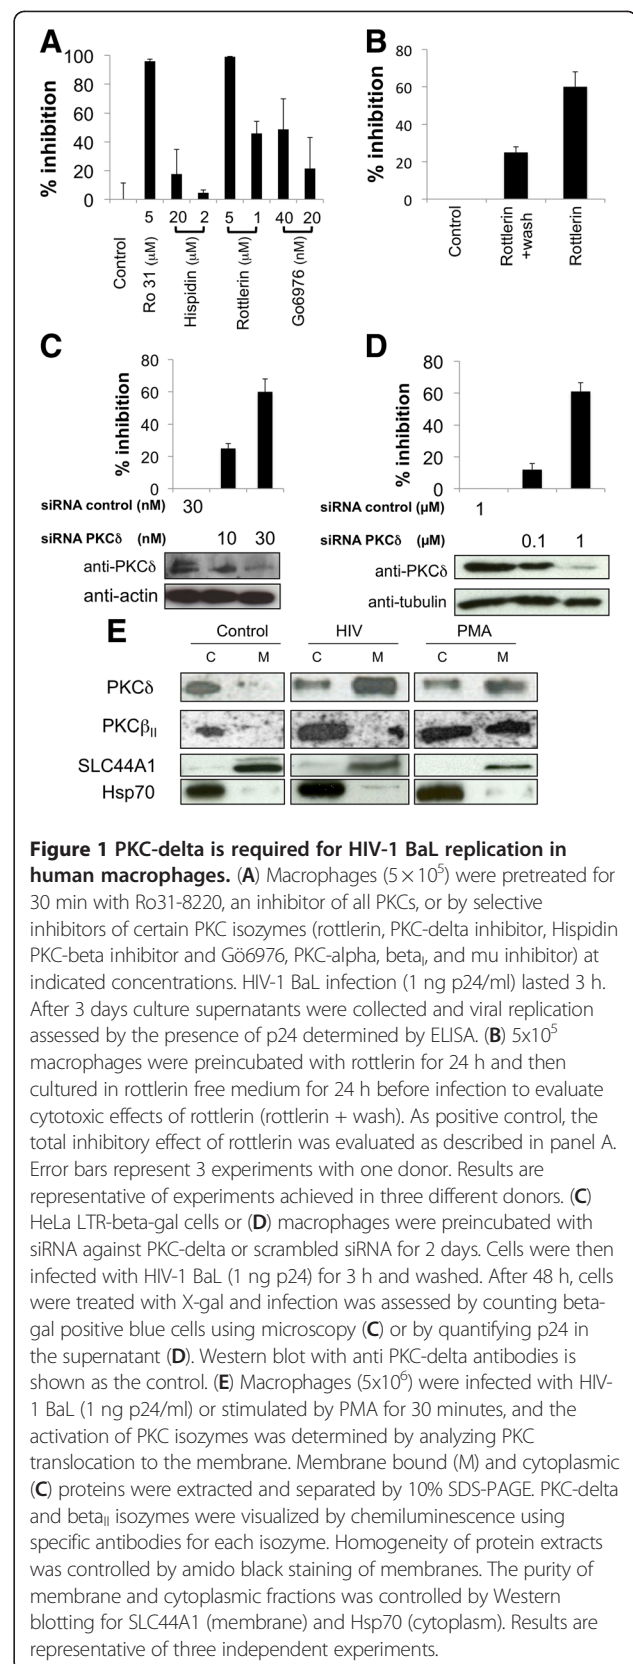 A
B
% inhibition
100
80
60
40
20
0
5 20 2 5 1 40 20
Control
Ro 31 (μM)
Hispidin (μM)
Rottlerin (μM)
Go6976 (nM)
% inhibition
80
60
40
20
0
Control
Rottlerin
+wash
Rottlerin
C
D
% inhibition
80
60
40
20
0
siRNA control (nM) 30
siRNA PKCδ (nM) 10 30
anti-PKCδ
anti-actin
% inhibition
80
60
40
20
0
siRNA control (μM) 1
siRNA PKCδ (μM) 0.1 1
anti-PKCδ
anti-tubulin
E
Control HIV PMA
C M C M C M
PKCδ
PKCβII
SLC44A1
Hsp70
Figure 1 PKC-delta is required for HIV-1 BaL replication in
human macrophages. (A) Macrophages (5 × 10⁵) were pretreated for
30 min with Ro31-8220, an inhibitor of all PKCs, or by selective
inhibitors of certain PKC isozymes (rottlerin, PKC-delta inhibitor, Hispidin
PKC-beta inhibitor and Gö6976, PKC-alpha, betaI, and mu inhibitor) at
indicated concentrations. HIV-1 BaL infection (1 ng p24/ml) lasted 3 h.
After 3 days culture supernatants were collected and viral replication
assessed by the presence of p24 determined by ELISA. (B) 5x10⁵
macrophages were preincubated with rottlerin for 24 h and then
cultured in rottlerin free medium for 24 h before infection to evaluate
cytotoxic effects of rottlerin (rottlerin + wash). As positive control, the
total inhibitory effect of rottlerin was evaluated as described in panel A.
Error bars represent 3 experiments with one donor. Results are
representative of experiments achieved in three different donors. (C)
HeLa LTR-beta-gal cells or (D) macrophages were preincubated with
siRNA against PKC-delta or scrambled siRNA for 2 days. Cells were then
infected with HIV-1 BaL (1 ng p24) for 3 h and washed. After 48 h, cells
were treated with X-gal and infection was assessed by counting beta-
gal positive blue cells using microscopy (C) or by quantifying p24 in
the supernatant (D). Western blot with anti PKC-delta antibodies is
shown as the control. (E) Macrophages (5x10⁶) were infected with HIV-
1 BaL (1 ng p24/ml) or stimulated by PMA for 30 minutes, and the
activation of PKC isozymes was determined by analyzing PKC
translocation to the membrane. Membrane bound (M) and cytoplasmic
(C) proteins were extracted and separated by 10% SDS-PAGE. PKC-delta
and betaII isozymes were visualized by chemiluminescence using
specific antibodies for each isozyme. Homogeneity of protein extracts
was controlled by amido black staining of membranes. The purity of
membrane and cytoplasmic fractions was controlled by Western
blotting for SLC44A1 (membrane) and Hsp70 (cytoplasm). Results are
representative of three independent experiments.